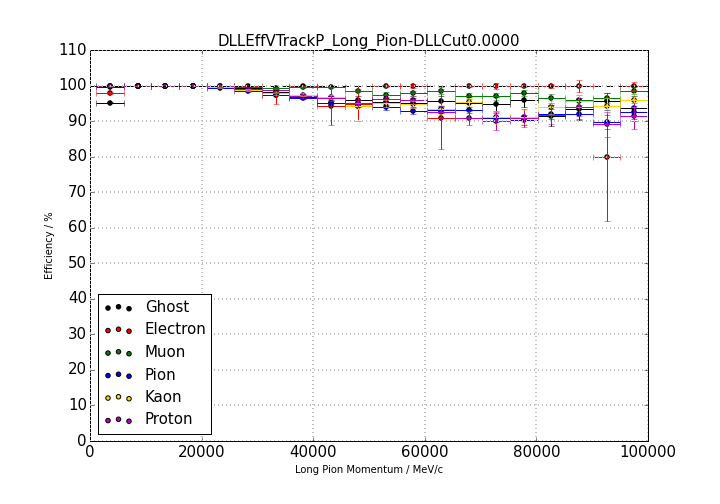 DLLEffVTrackP_Long_Pion-DLLCut0.0000
110
100
90
80
70
60
50
40
30
20
10
0
Efficiency / %
Ghost
Electron
Muon
Pion
Kaon
Proton
0 20000 40000 60000 80000 100000
Long Pion Momentum / MeV/c